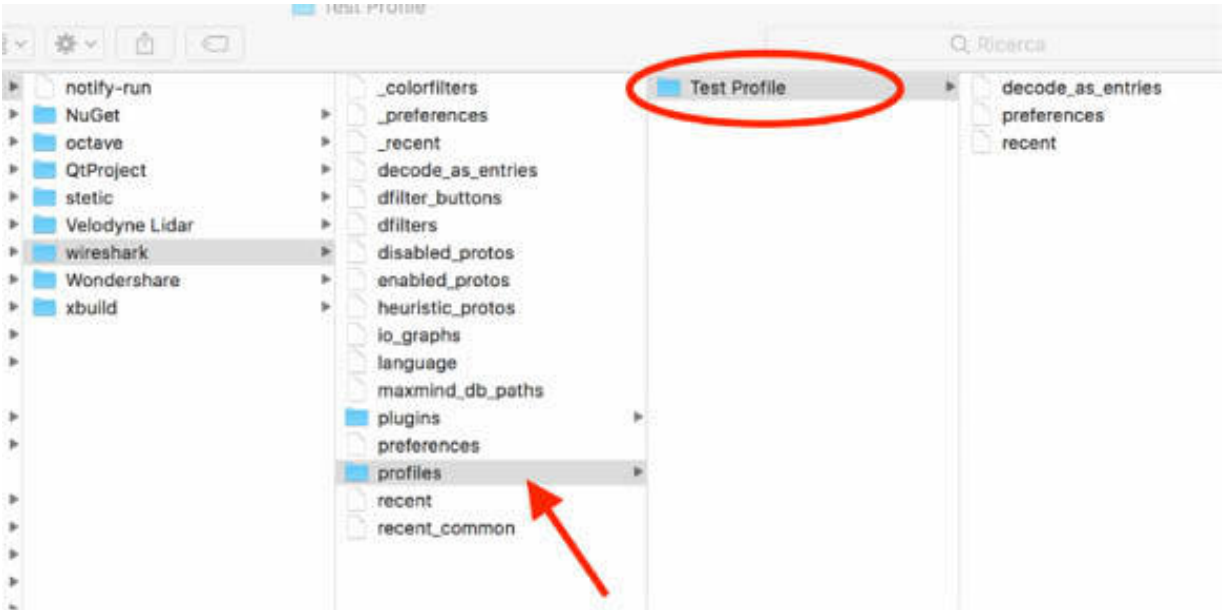 Test Profile
Ricerca
notify-run
NuGet
octave
QtProject
stetic
Velodyne Lidar
wireshark
Wondershare
xbuild
_colorfilters
_preferences
_recent
decode_as_entries
dfilter_buttons
dfilters
disabled_protos
enabled_protos
heuristic_protos
io_graphs
language
maxmind_db_paths
plugins
preferences
profiles
recent
recent_common
Test Profile
decode_as_entries
preferences
recent